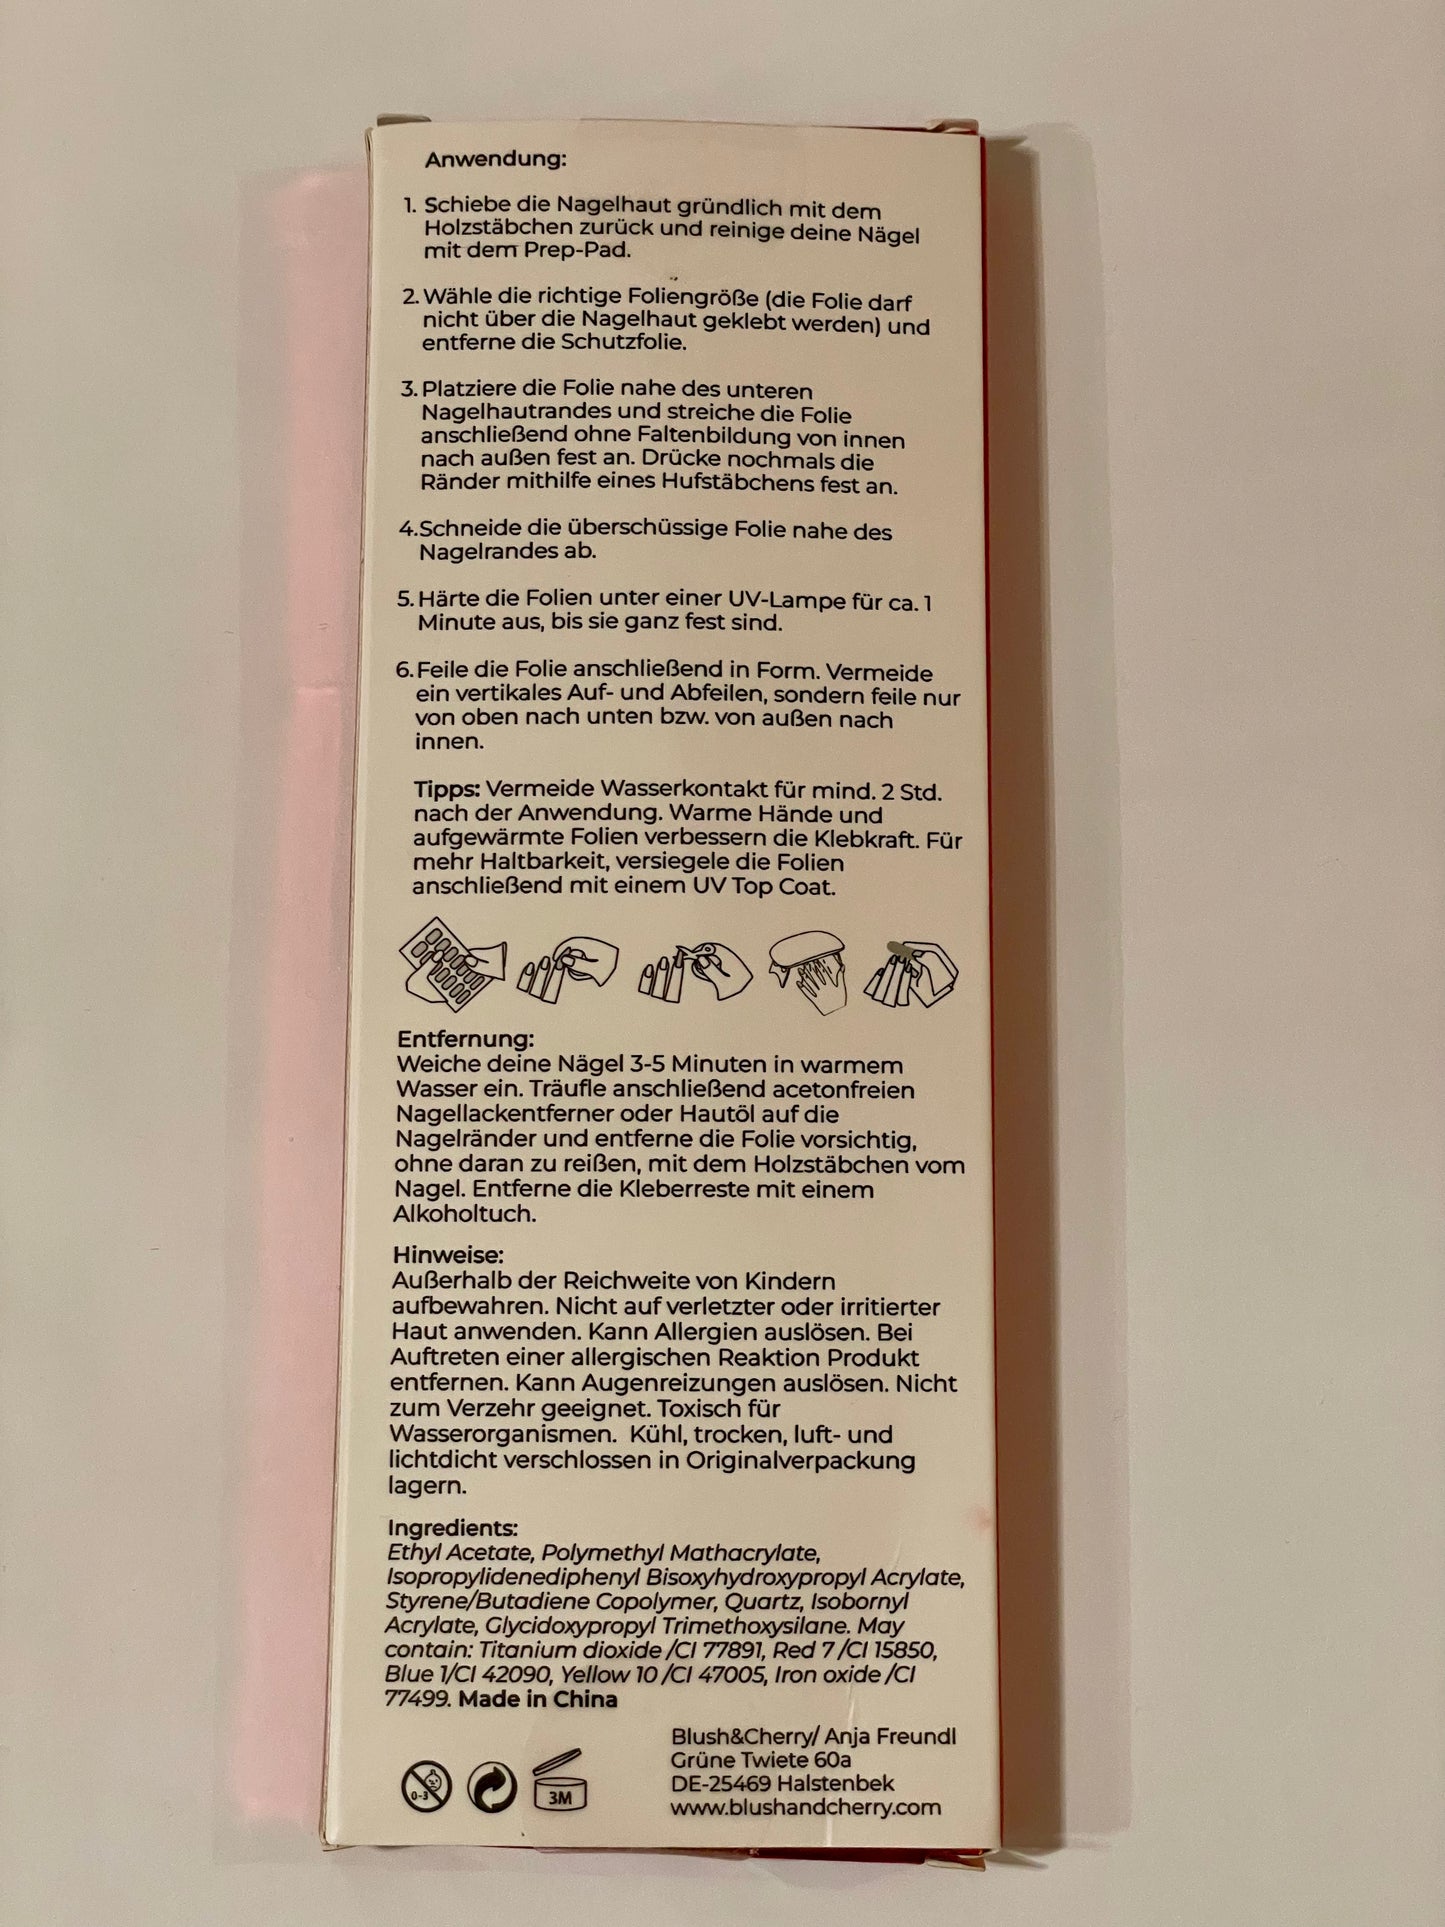 Anwendung:
1. Schiebe die Nagelhaut gründlich mit dem
Holzstäbchen zurück und reinige deine Nägel
mit dem Prep-Pad.
2. Wähle die richtige Foliengröße (die Folie darf
nicht über die Nagelhaut geklebt werden) und
entferne die Schutzfolie.
3. Platziere die Folie nahe des unteren
Nagelhautrandes und streiche die Folie
anschließend ohne Faltenbildung von innen
nach außen fest an. Drücke nochmals die
Ränder mithilfe eines Hufstäbchens fest an.
4. Schneide die überschüssige Folie nahe des
Nagelrandes ab.
5. Härte die Folien unter einer UV-Lampe für ca. 1
Minute aus, bis sie ganz fest sind.
6. Feile die Folie anschließend in Form. Vermeide
ein vertikales Auf- und Abfeilen, sondern feile nur
von oben nach unten bzw. von außen nach
innen.
Tipps: Vermeide Wasserkontakt für mind. 2 Std.
nach der Anwendung. Warme Hände und
aufgewärmte Folien verbessern die Klebkraft. Für
mehr Haltbarkeit, versiegele die Folien
anschließend mit einem UV Top Coat.
Entfernung:
Weiche deine Nägel 3-5 Minuten in warmem
Wasser ein. Träufle anschließend acetonfreien
Nagellackentferner oder Hautöl auf die
Nagelränder und entferne die Folie vorsichtig,
ohne daran zu reißen, mit dem Holzstäbchen vom
Nagel. Entferne die Kleberreste mit einem
Alkoholtuch.
Hinweise:
Außerhalb der Reichweite von Kindern
aufbewahren. Nicht auf verletzter oder irritierter
Haut anwenden. Kann Allergien auslösen. Bei
Auftreten einer allergischen Reaktion Produkt
entfernen. Kann Augenreizungen auslösen. Nicht
zum Verzehr geeignet. Toxisch für
Wasserorganismen. Kühl, trocken, luft- und
lichtdicht verschlossen in Originalverpackung
lagern.
Ingredients:
Ethyl Acetate, Polymethyl Mathacrylate,
Isopropylidenediphenyl Bisoxyhydroxypropyl Acrylate,
Styrene/Butadiene Copolymer, Quartz, Isobornyl
Acrylate, Glycidoxypropyl Trimethoxysilane. May
contain: Titanium dioxide /CI 77891, Red 7 /CI 15850,
Blue 1/CI 42090, Yellow 10 /CI 47005, Iron oxide /CI
77499. Made in China
Blush&Cherry/ Anja Freundl
Grüne Twiete 60a
DE-25469 Halstenbek
www.blushandcherry.com
0-3
3M